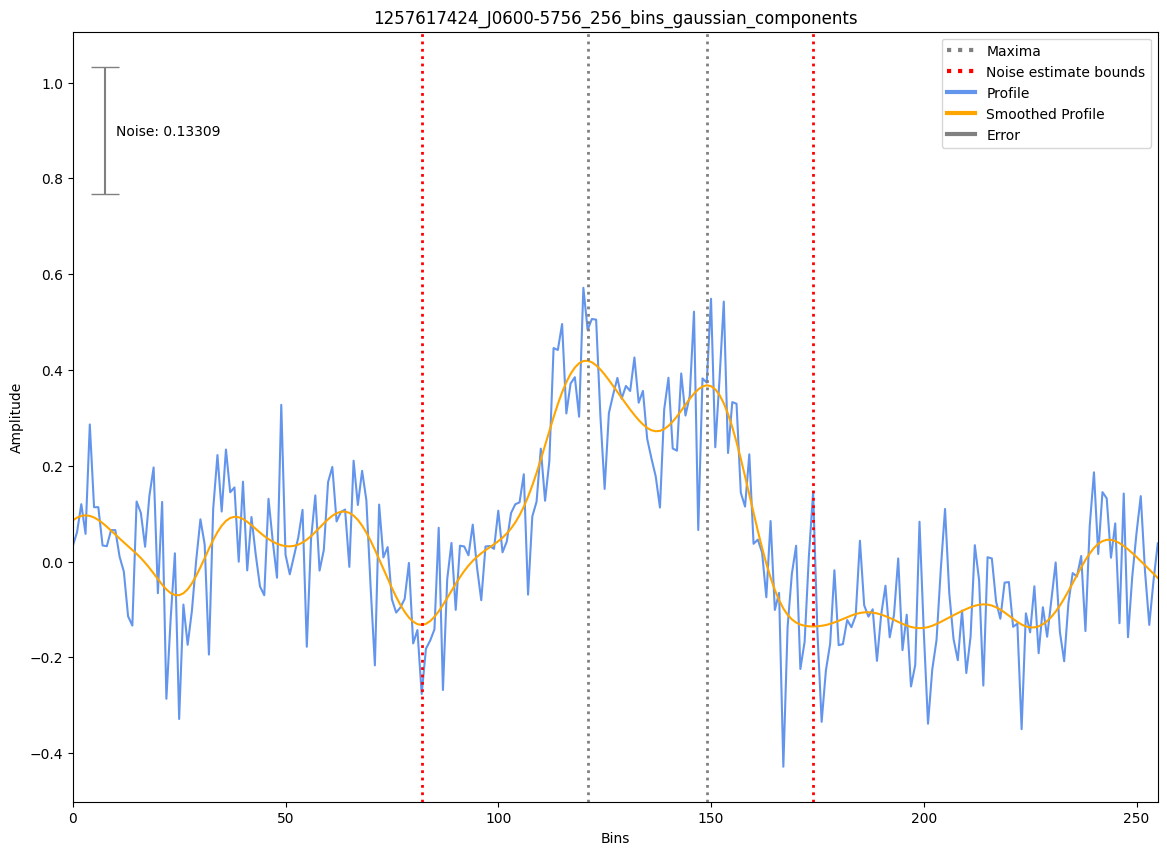 1257617424_J0600-5756_256_bins_gaussian_components
Maxima
Noise estimate bounds
Profile
Smoothed Profile
Error
Noise: 0.13309
Amplitude
1.0
0.8
0.6
0.4
0.2
0.0
−0.2
−0.4
0
50
100
150
200
250
Bins